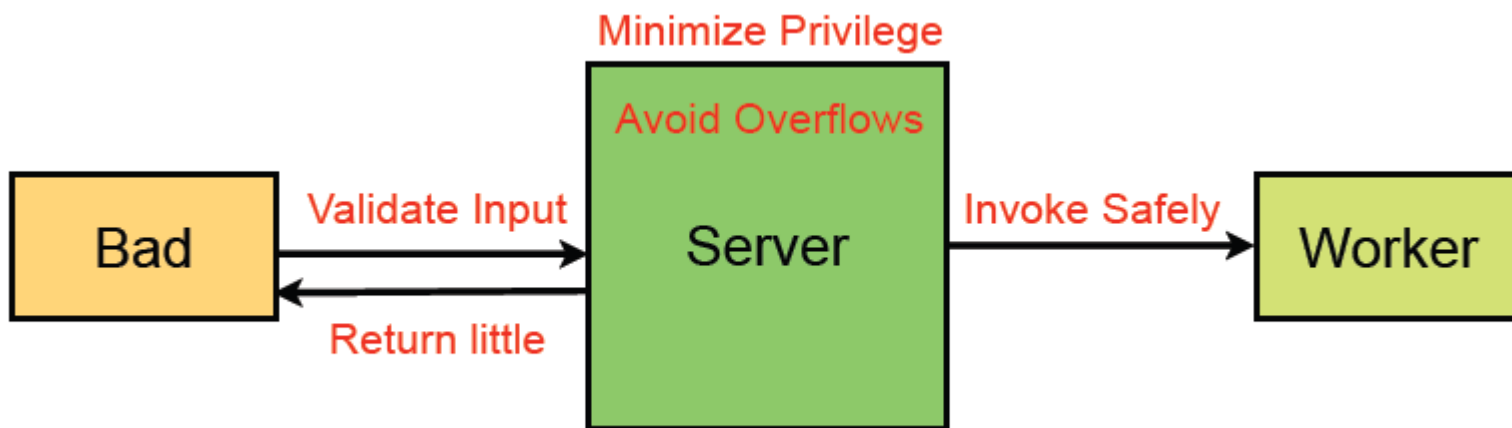 Minimize Privilege
Avoid Overflows
Validate Input
Invoke Safely
Bad
Server
Worker
Return little